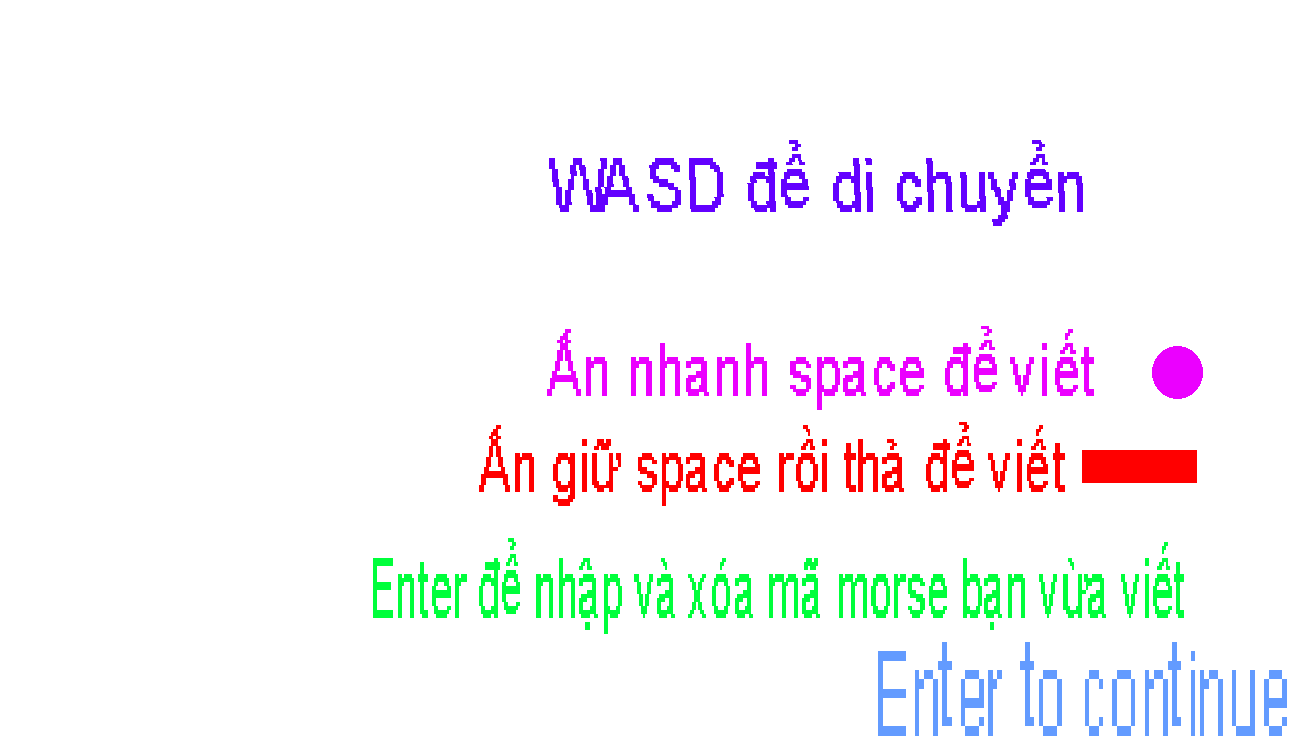 WASD để di chuyển
Ấn nhanh space để viết
Ấn giữ space rồi thả để viết
Enter để nhập và xóa mã morse bạn vừa viết
Enter to continue